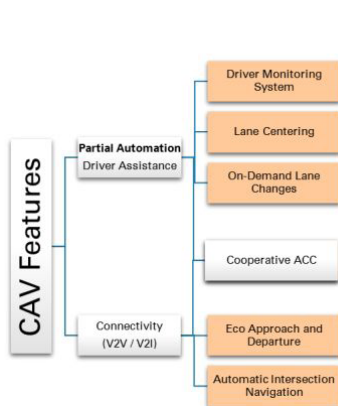 CAV Features
Partial Automation
Driver Assistance
Connectivity
(V2V / V2I)
Driver Monitoring
System
Lane Centering
On-Demand Lane
Changes
Cooperative ACC
Eco Approach and
Departure
Automatic Intersection
Navigation